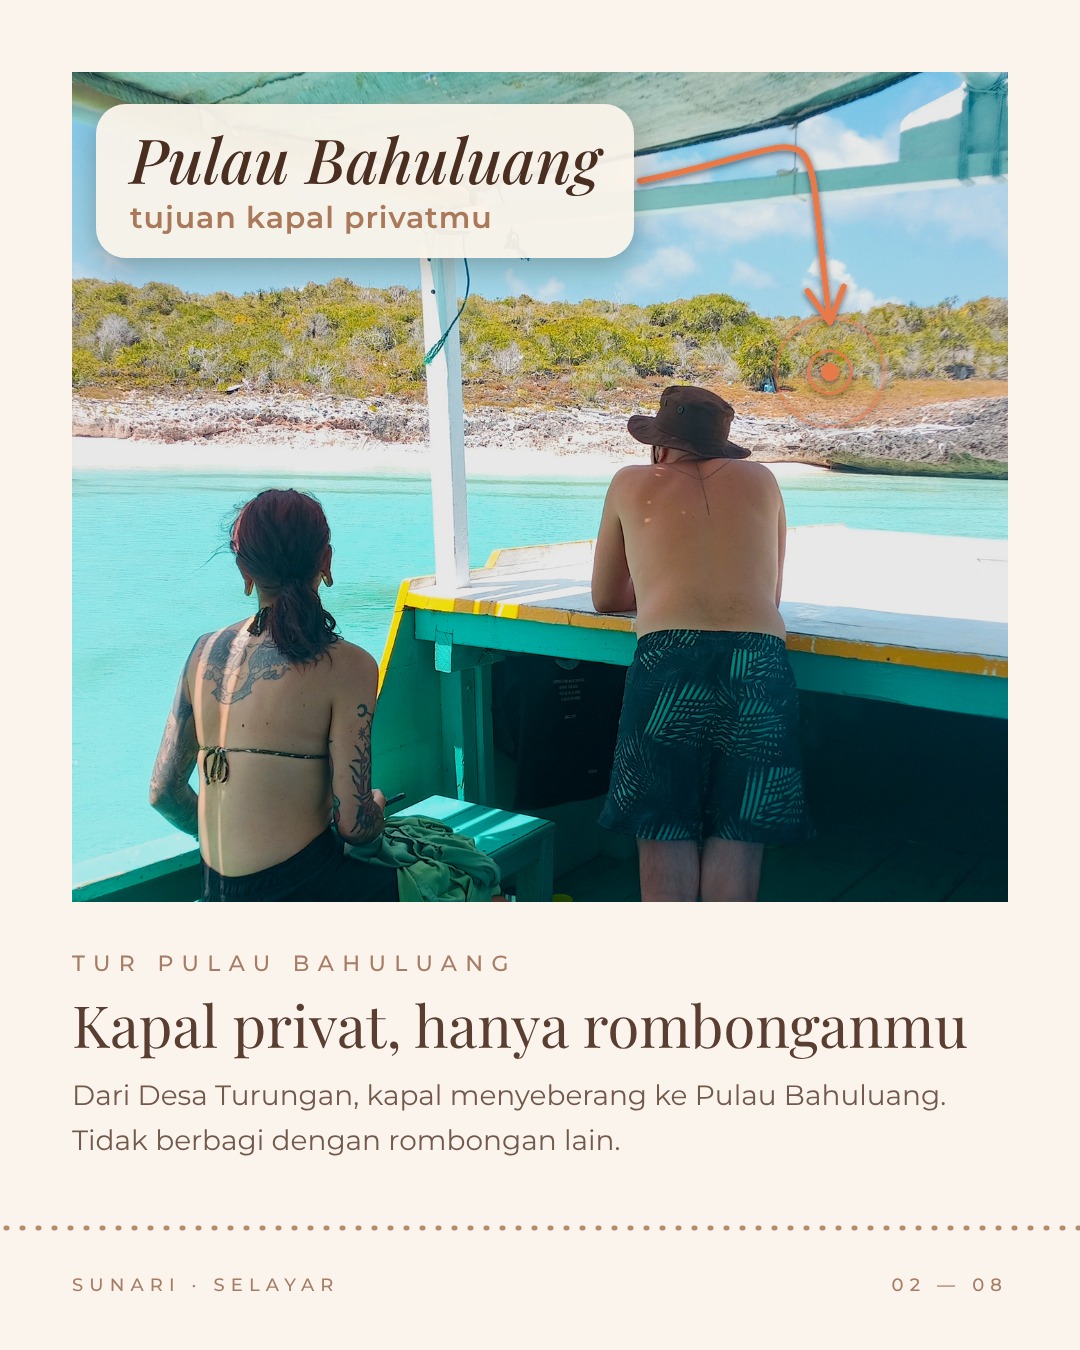 Pulau Bahuluang
tujuan kapal privatmu
TUR PULAU BAHULUANG
Kapal privat, hanya rombonganmu
Dari Desa Turungan, kapal menyeberang ke Pulau Bahuluang.
Tidak berbagi dengan rombongan lain.
SUNARI · SELAYAR
02 — 08